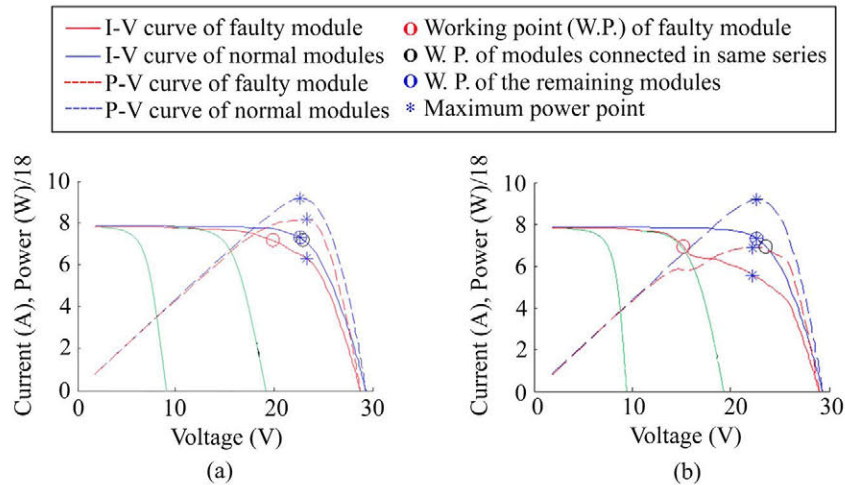 I-V curve of faulty module
I-V curve of normal modules
P-V curve of faulty module
P-V curve of normal modules
Working point (W.P.) of faulty module
W. P. of modules connected in same series
W. P. of the remaining modules
Maximum power point
Current (A), Power (W)/18
10
8
6
4
2
0
0 10 20 30
Voltage (V)
(a)
Current (A), Power (W)/18
10
8
6
4
2
0
0 10 20 30
Voltage (V)
(b)